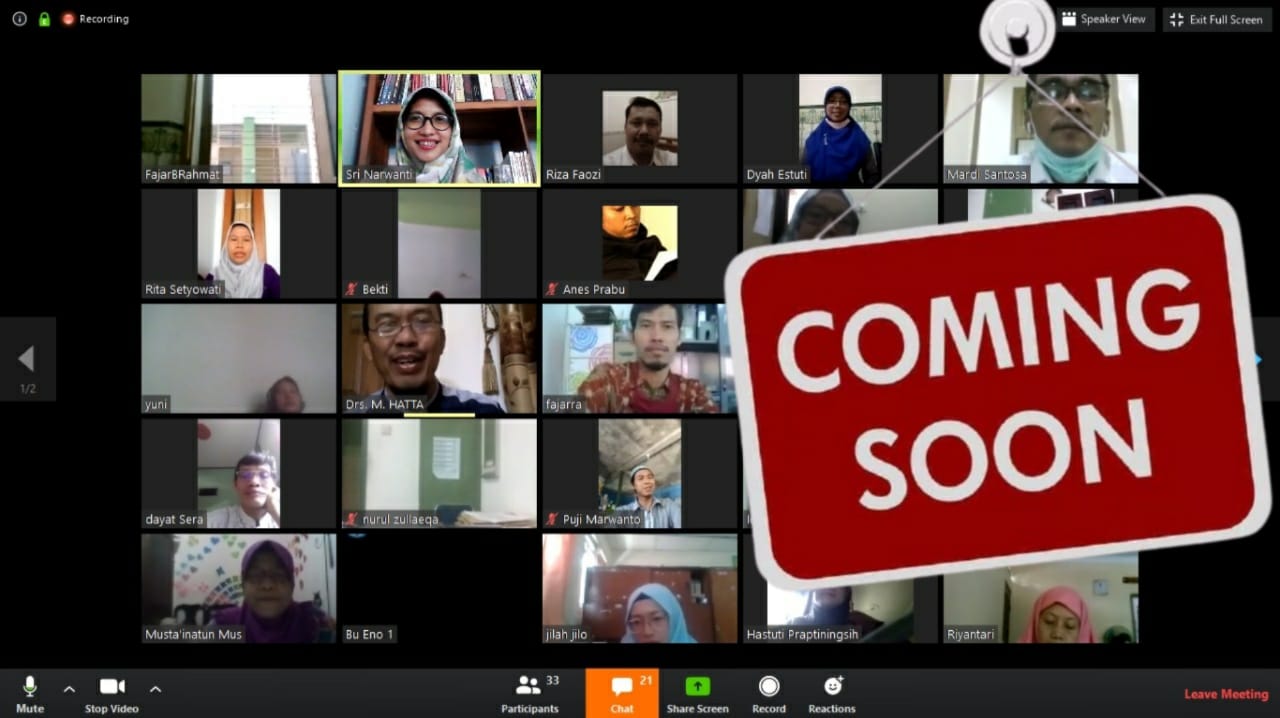 Recording
Speaker View
Exit Full Screen
FajarBRahmat
Sri Narwanti
Riza Faozi
Dyah Estuti
Mardi Santosa
Rita Setyowati
Bekti
Anes Prabu
1/2
yuni
Drs. M. HATTA
fajarra
COMING
SOON
dayat Sera
nurul zullaeqa
Puji Marwanto
Musta'inatun Mus
Bu Eno 1
jilah jilo
Hastuti Praptiningsih
Riyantari
Mute
Stop Video
Participants
33
Chat
21
Share Screen
Record
Reactions
Leave Meeting